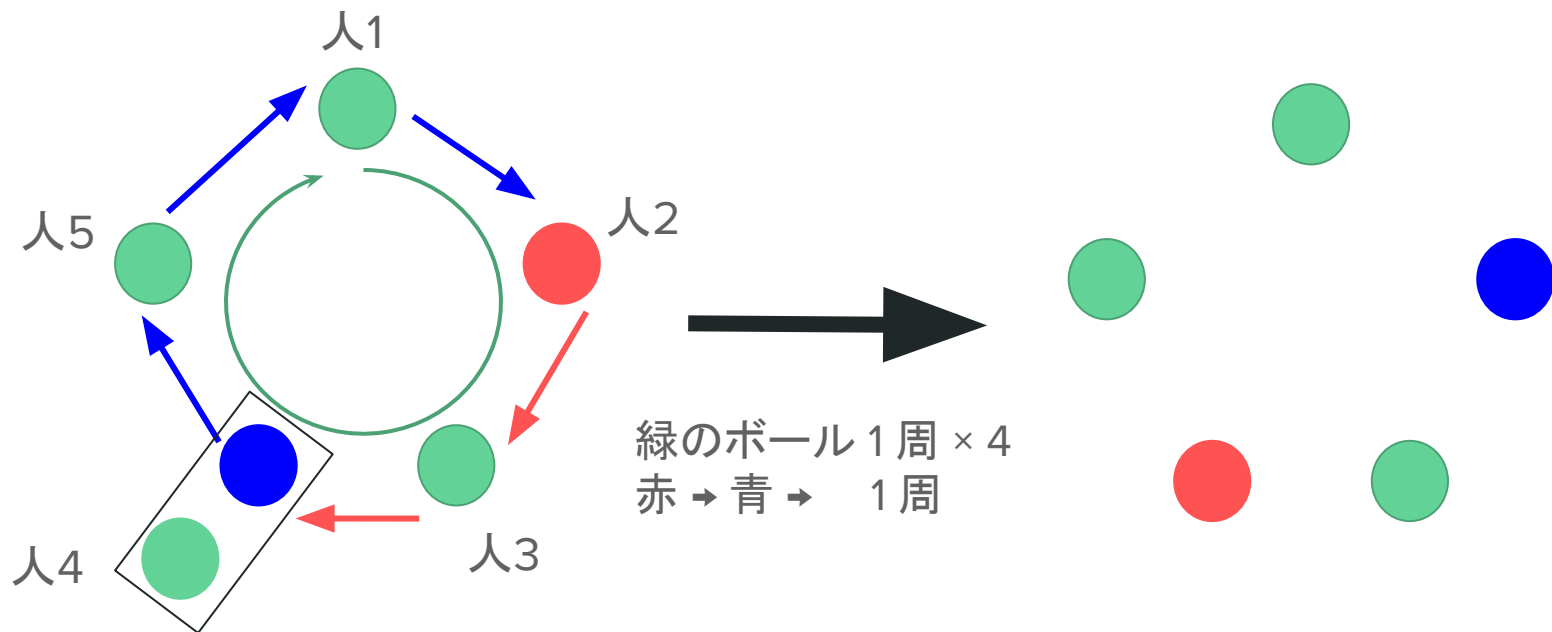 人1
人2
人5
人4
人3
緑のボール 1 周 × 4
赤 ➡ 青 ➡ 1 周